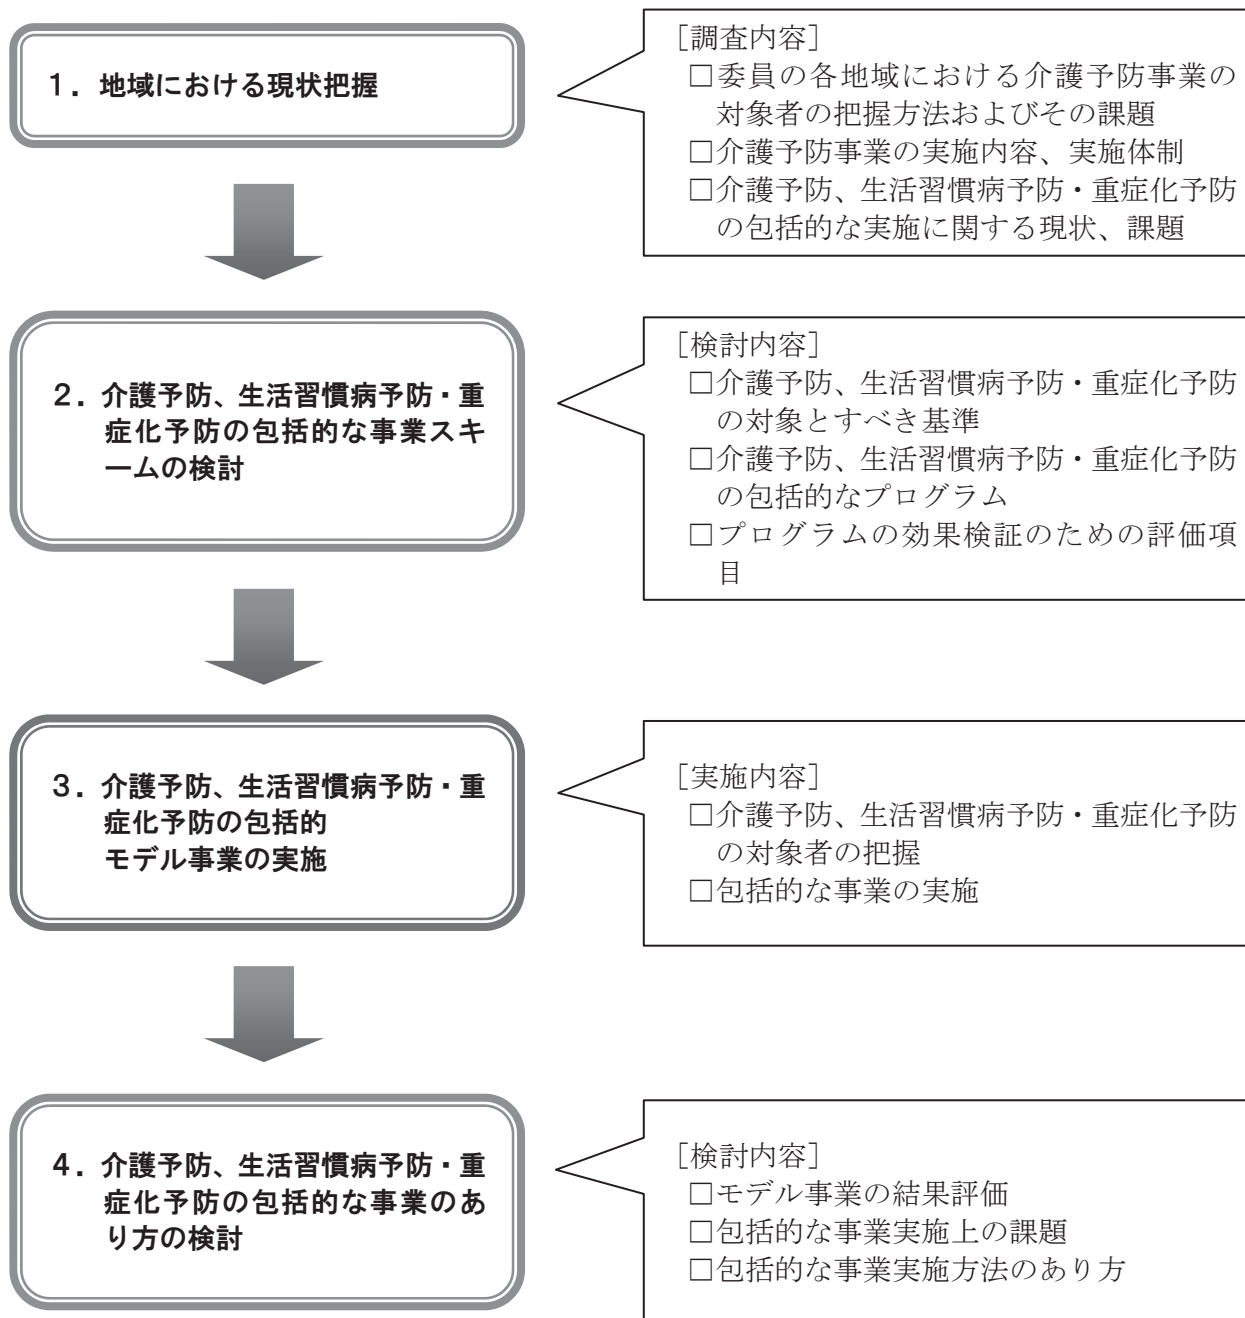 1．地域における現状把握
［調査内容］
□委員の各地域における介護予防事業の
対象者の把握方法およびその課題
□介護予防事業の実施内容、実施体制
□介護予防、生活習慣病予防・重症化予防
の包括的な実施に関する現状、課題
2．介護予防、生活習慣病予防・重
症化予防の包括的な事業スキ
ームの検討
［検討内容］
□介護予防、生活習慣病予防・重症化予防
の対象とすべき基準
□介護予防、生活習慣病予防・重症化予防
の包括的なプログラム
□プログラムの効果検証のための評価項
目
3．介護予防、生活習慣病予防・重
症化予防の包括的
モデル事業の実施
［実施内容］
□介護予防、生活習慣病予防・重症化予防
の対象者の把握
□包括的な事業の実施
4．介護予防、生活習慣病予防・重
症化予防の包括的な事業のあ
り方の検討
［検討内容］
□モデル事業の結果評価
□包括的な事業実施上の課題
□包括的な事業実施方法のあり方